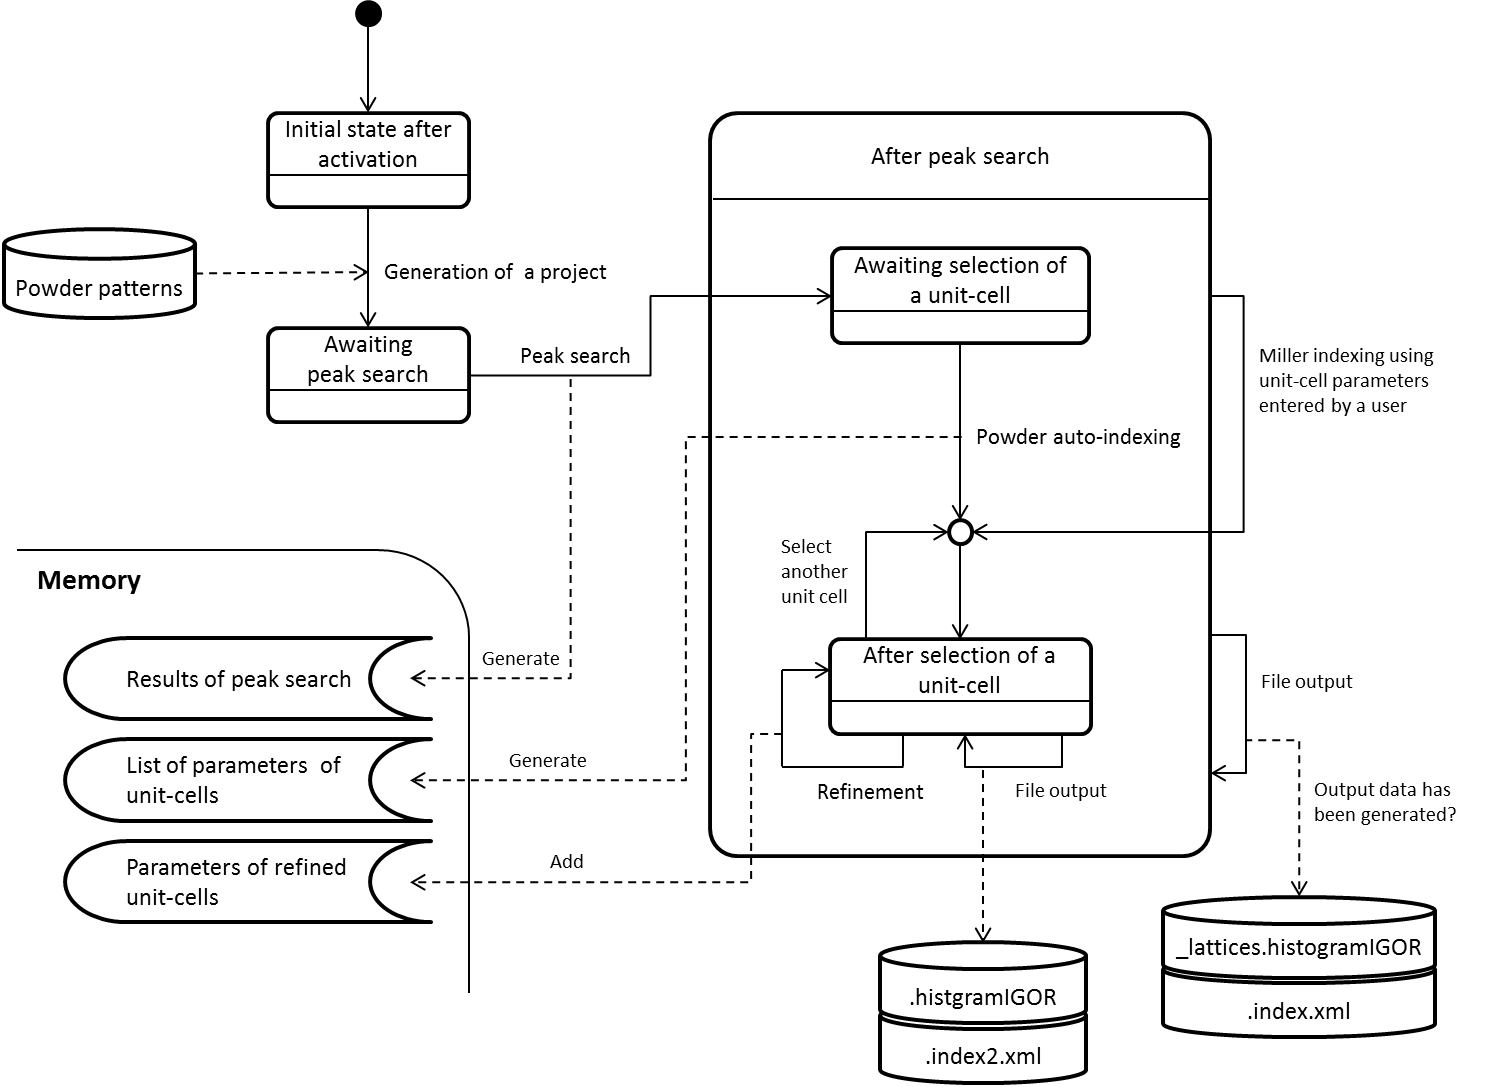 Initial state after
activation
After peak search
Powder patterns
Generation of a project
Awaiting selection of
a unit-cell
Awaiting
peak search
Peak search
Miller indexing using
unit-cell parameters
entered by a user
Powder auto-indexing
Select
another
unit cell
Memory
Results of peak search
Generate
After selection of a
unit-cell
File output
List of parameters of
unit-cells
Generate
Refinement
File output
Output data has
been generated?
Parameters of refined
unit-cells
Add
_lattices.histogramIGOR
.index.xml
.histgramIGOR
.index2.xml